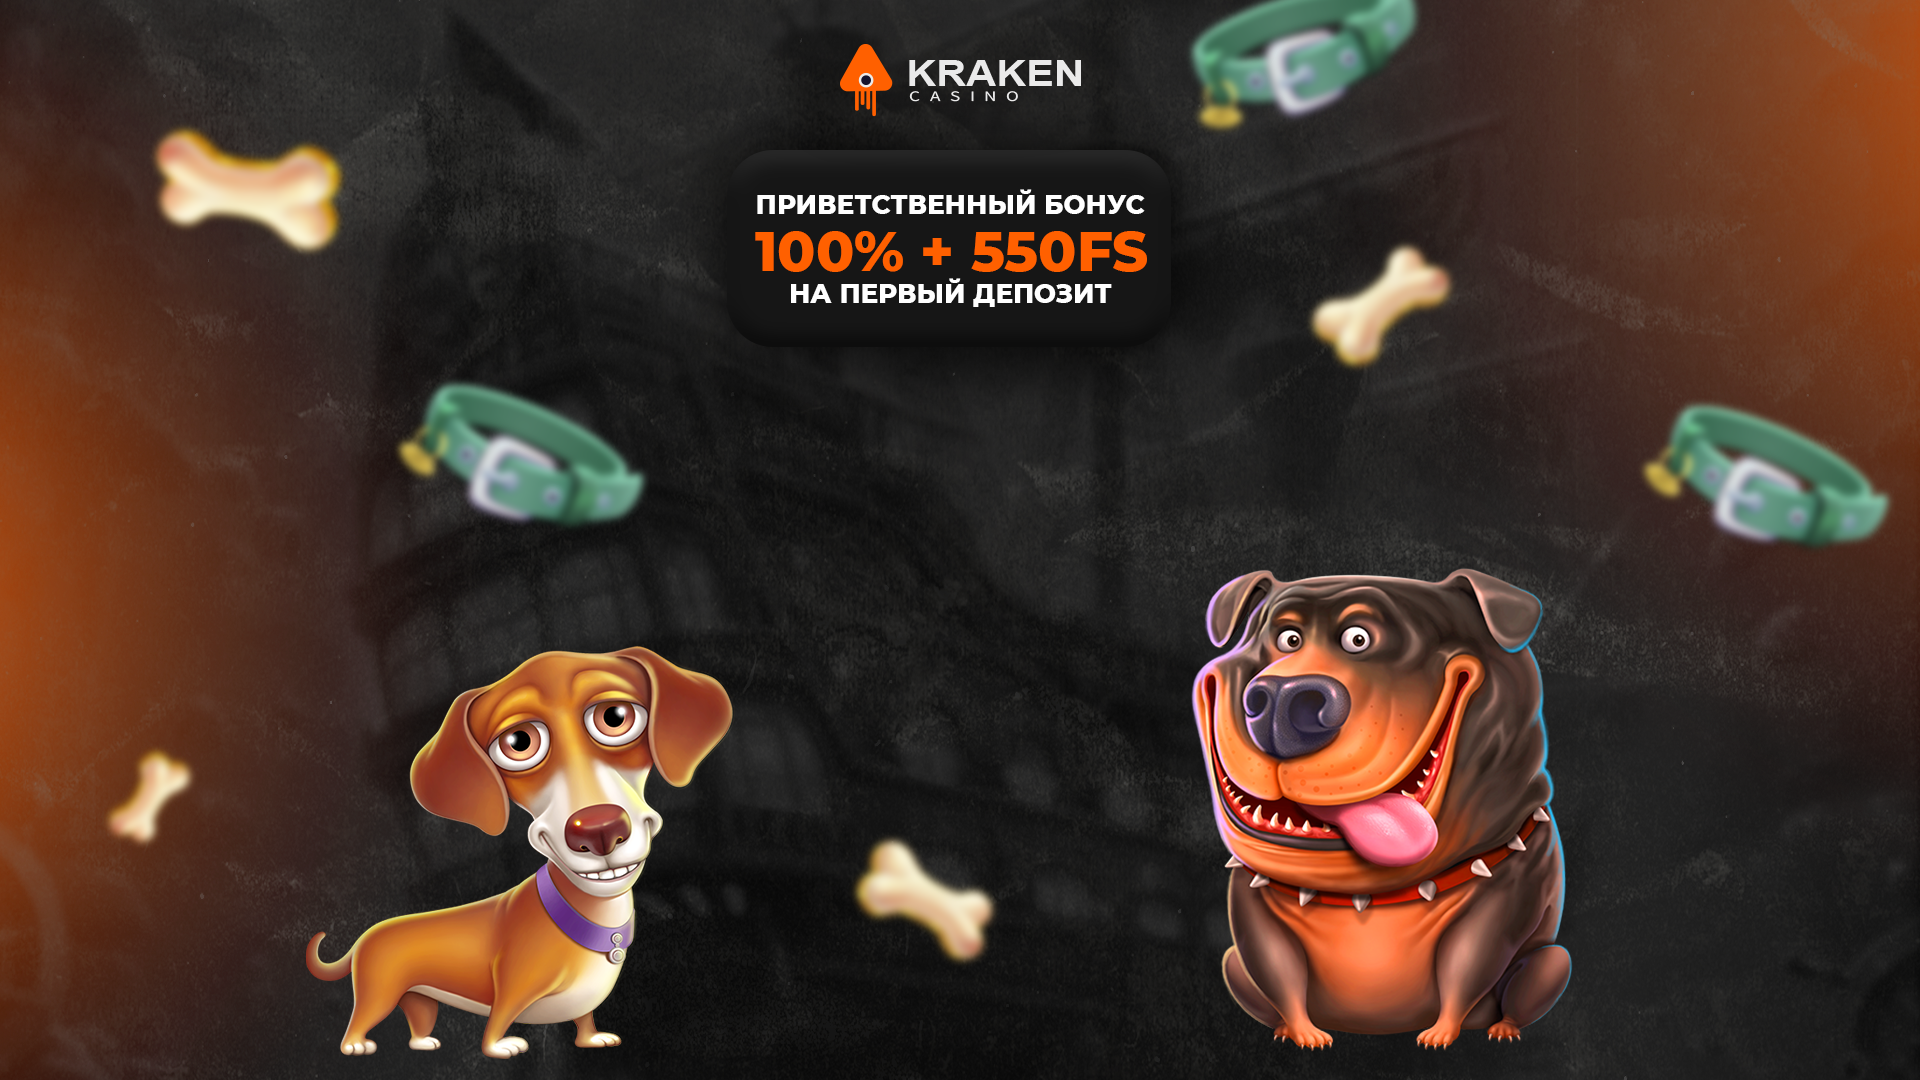 KRAKEN
CASINO
ПРИВЕТСТВЕННЫЙ БОНУС
100% + 550FS
НА ПЕРВЫЙ ДЕПОЗИТ